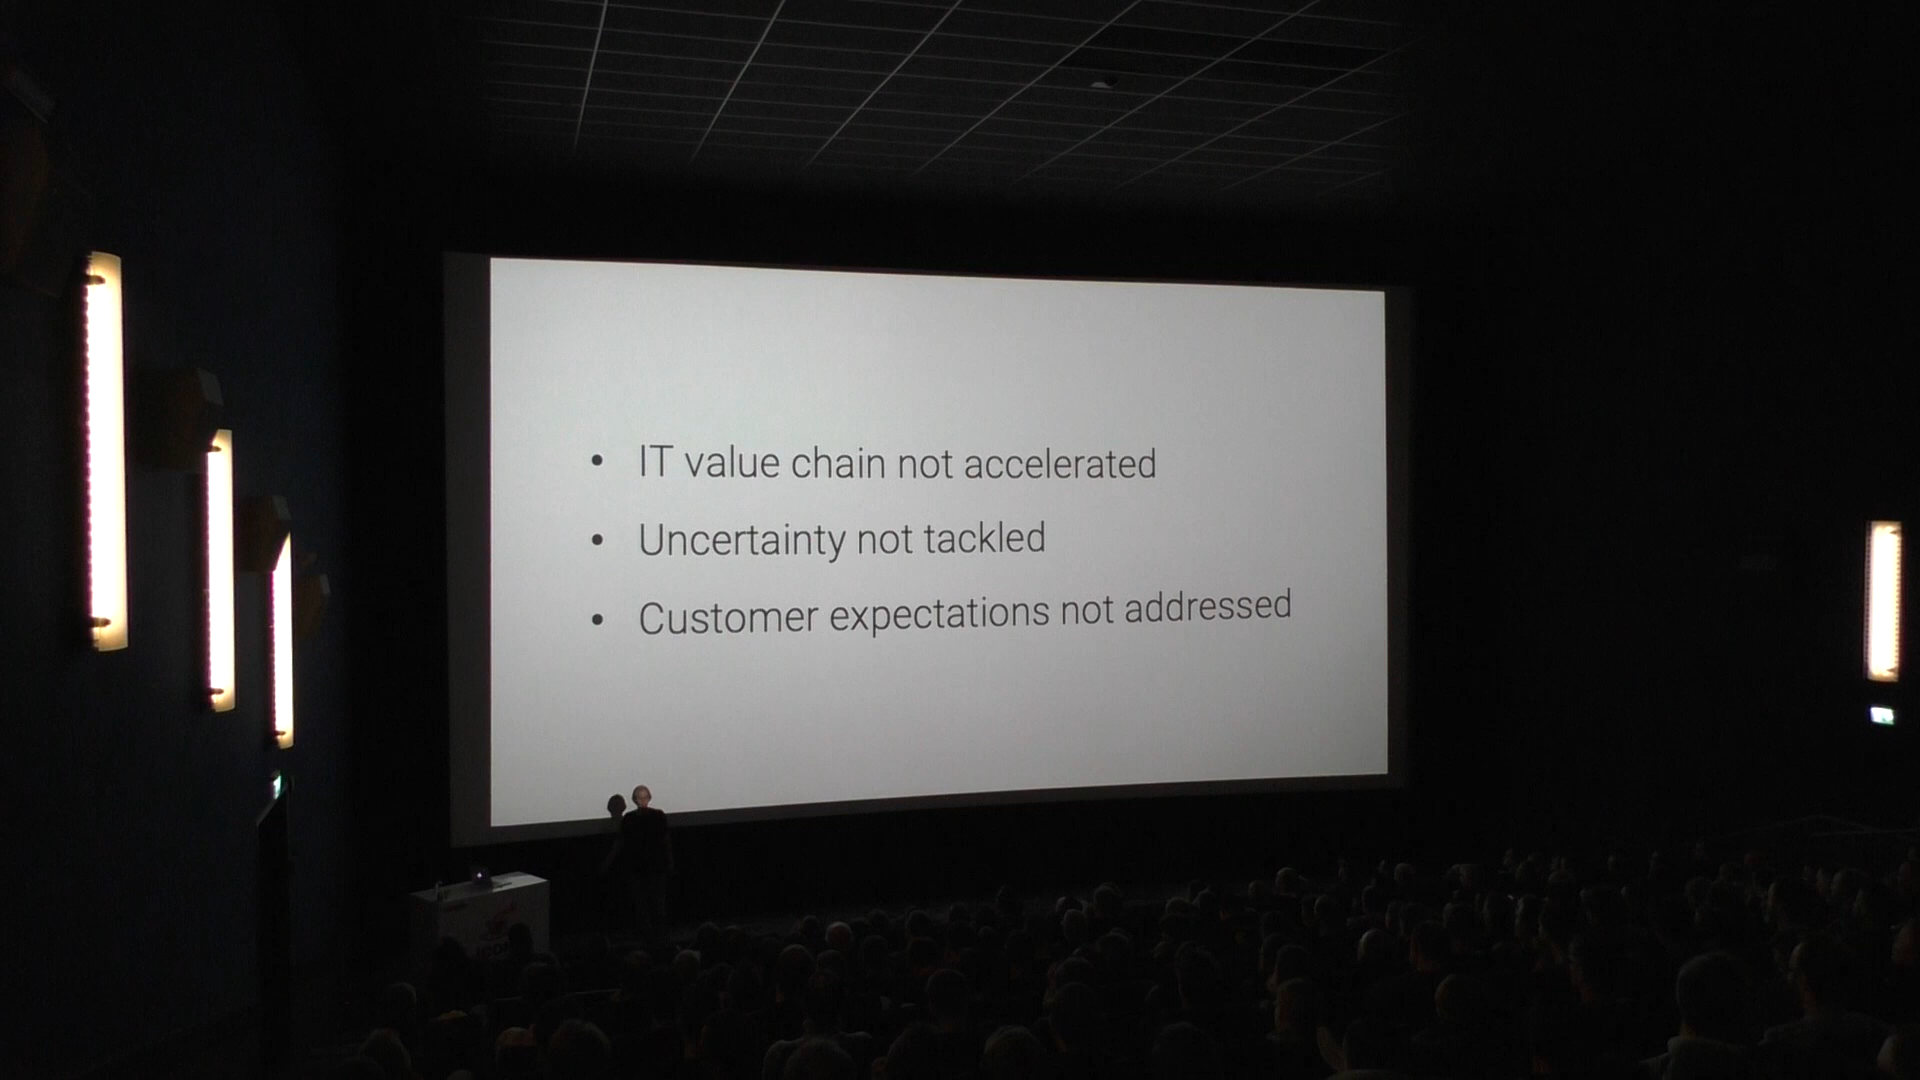 • IT value chain not accelerated
• Uncertainty not tackled
• Customer expectations not addressed